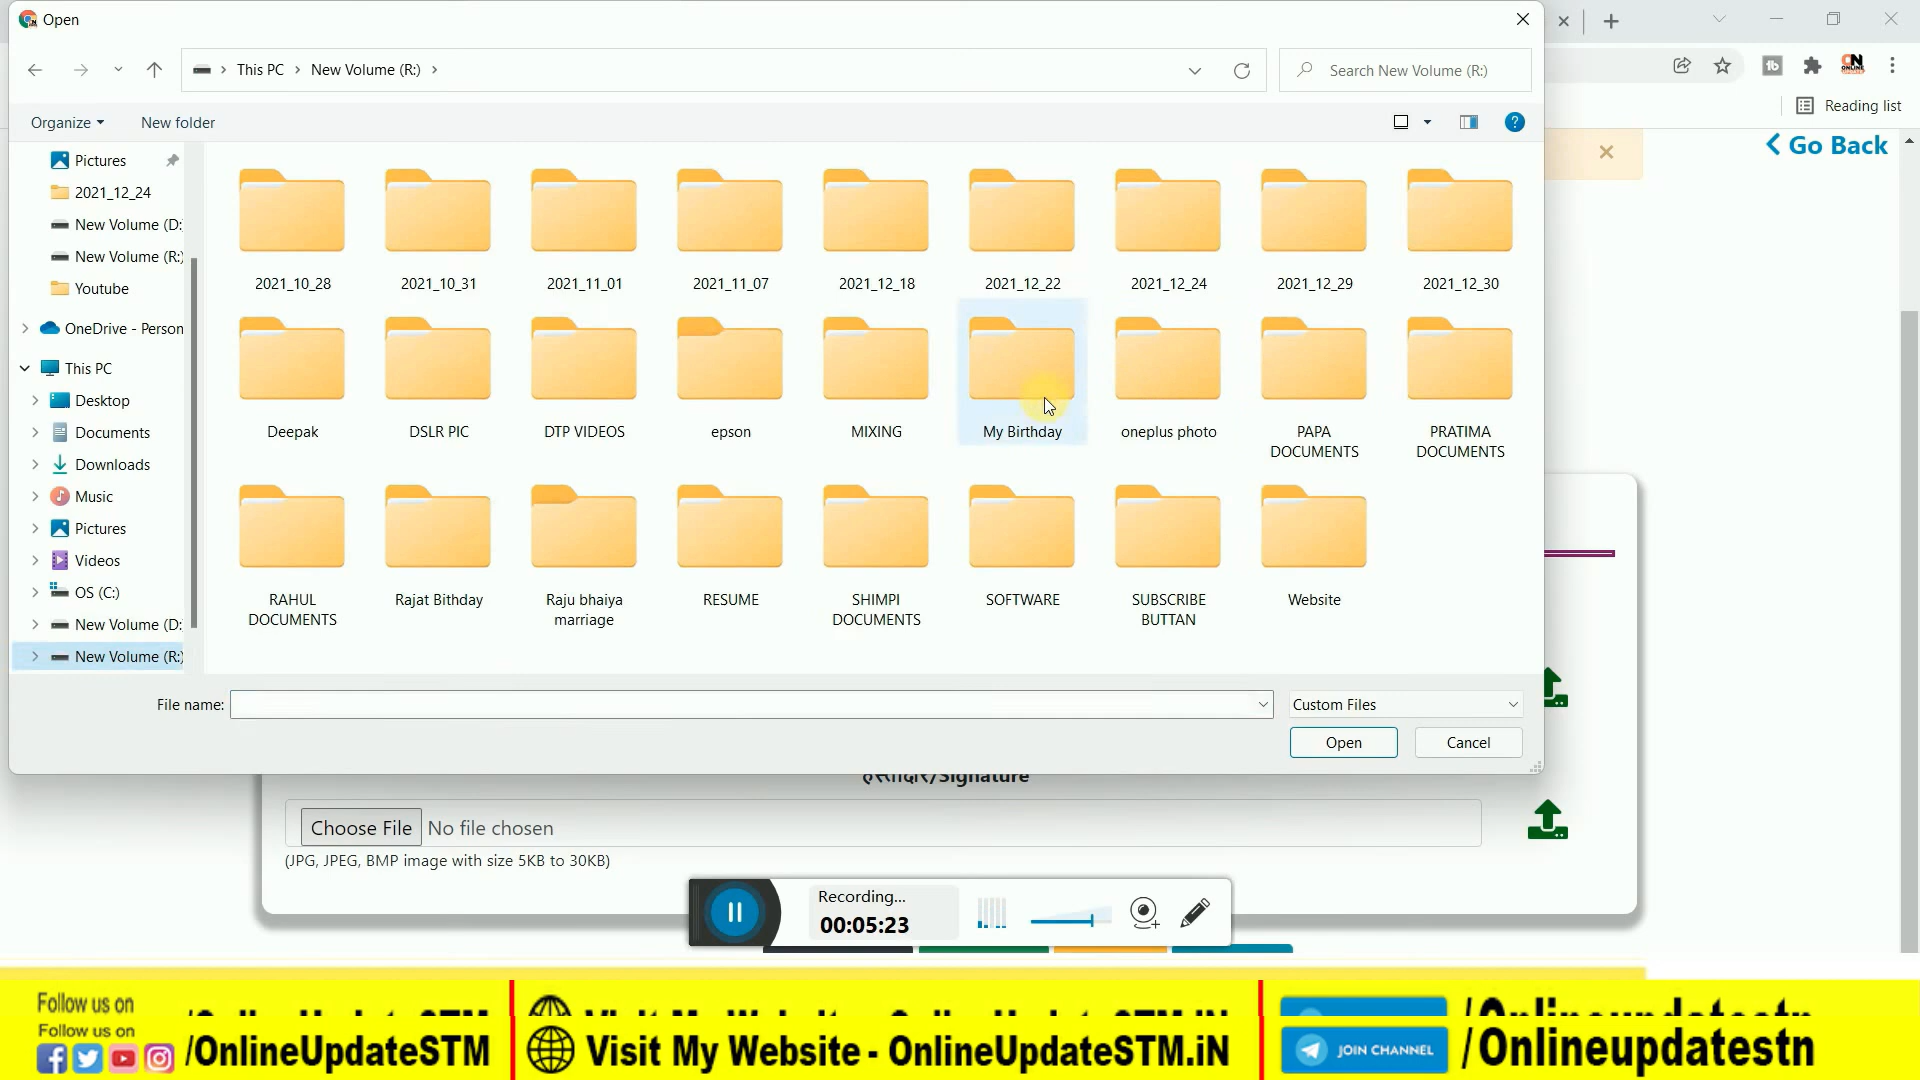 Open
This PC
New Volume (R:)
Search New Volume (R:)
Organize
New folder
Reading list
Go Back
Pictures
2021_12_24
New Volume (D:
New Volume (R:)
Youtube
OneDrive - Person
This PC
Desktop
Documents
Downloads
Music
Pictures
Videos
OS (C:)
New Volume (D:
New Volume (R:)
2021_10_28
2021_10_31
2021_11_01
2021_11_07
2021_12_18
2021_12_22
2021_12_24
2021_12_29
2021_12_30
Deepak
DSLR PIC
DTP VIDEOS
epson
MIXING
My Birthday
oneplus photo
PAPA
DOCUMENTS
PRATIMA
DOCUMENTS
RAHUL
DOCUMENTS
Rajat Bithday
Raju bhaiya
marriage
RESUME
SHIMPI
DOCUMENTS
SOFTWARE
SUBSCRIBE
BUTTAN
Website
File name:
Custom Files
Open
Cancel
हस्ताक्षर/Signature
Choose File No file chosen
(JPG, JPEG, BMP image with size 5KB to 30KB)
Recording...
00:05:23
Follow us on
Follow us on
/OnlineUpdateSTM
Visit My Website - OnlineUpdateSTM.iN
JOIN CHANNEL
/Onlineupdatestn